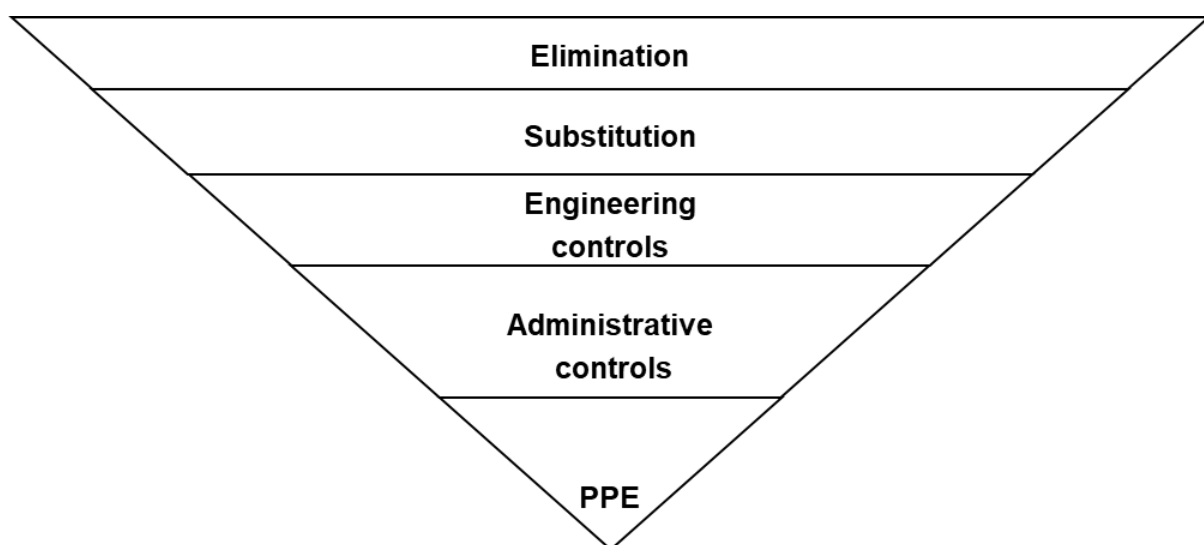 Elimination
Substitution
Engineering
controls
Administrative
controls
PPE